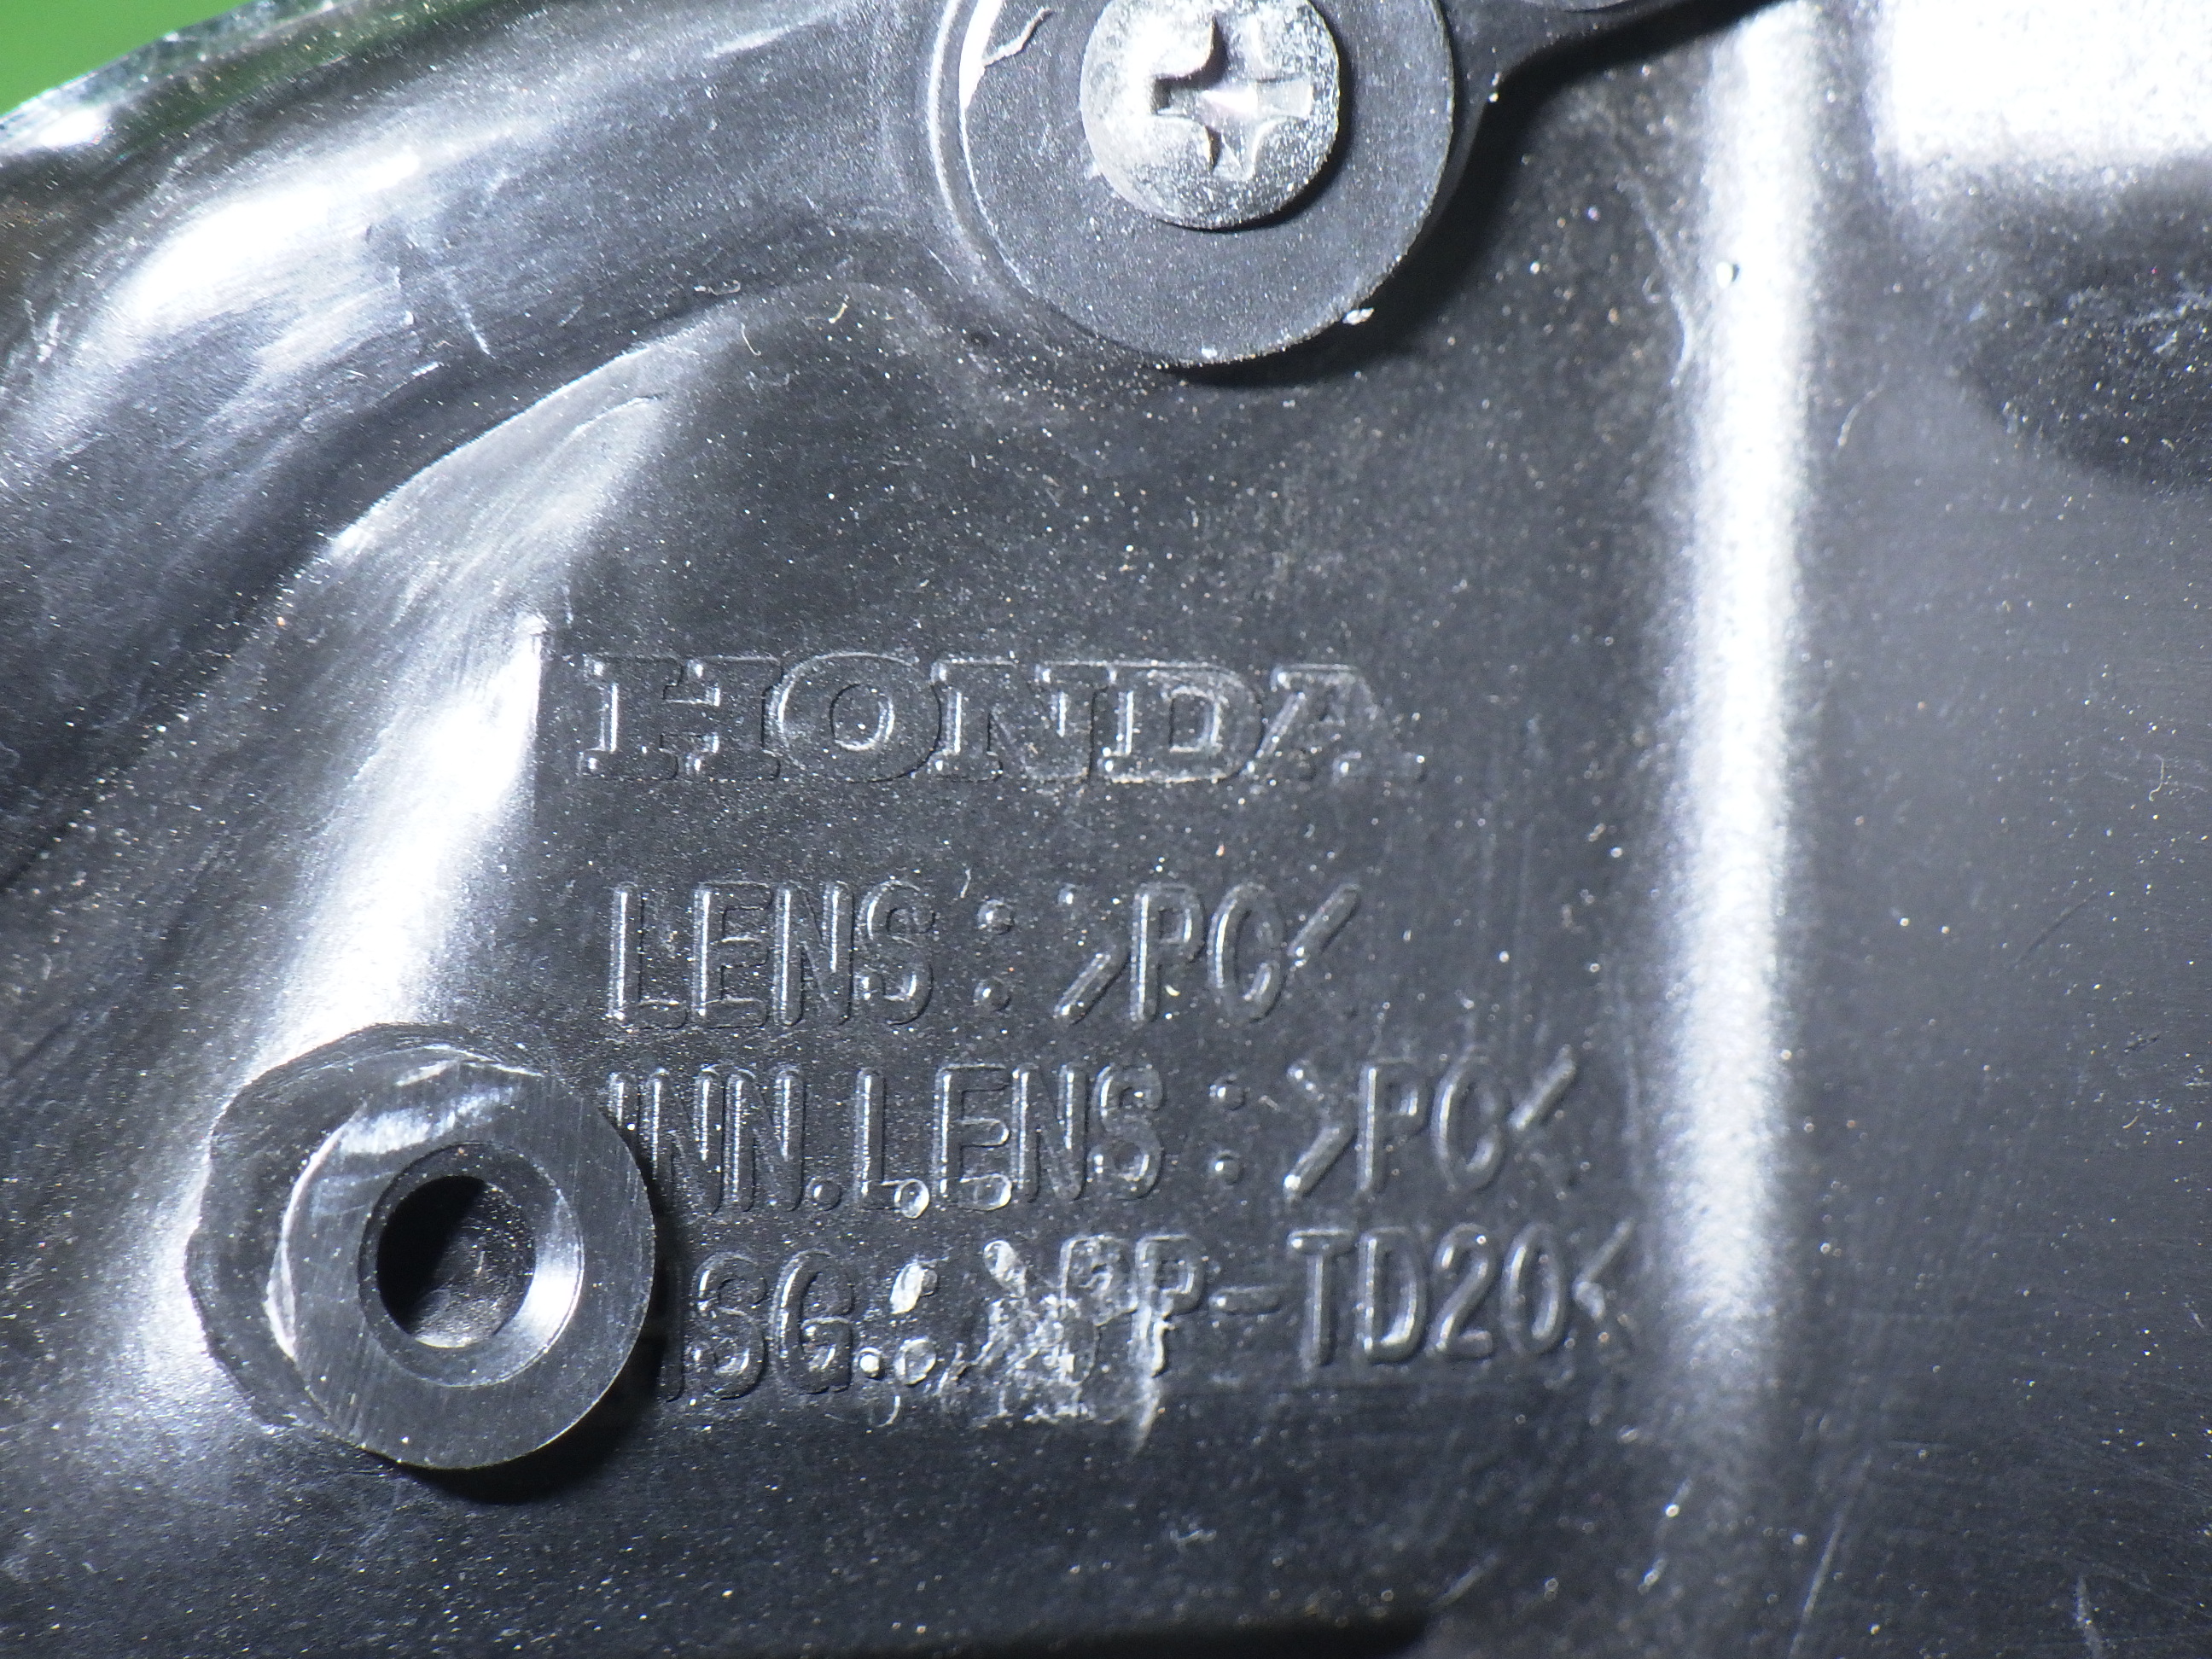 HONDA
LENS : >PC<
INN.LENS : >PC<
HSG. : >PP-TD20<